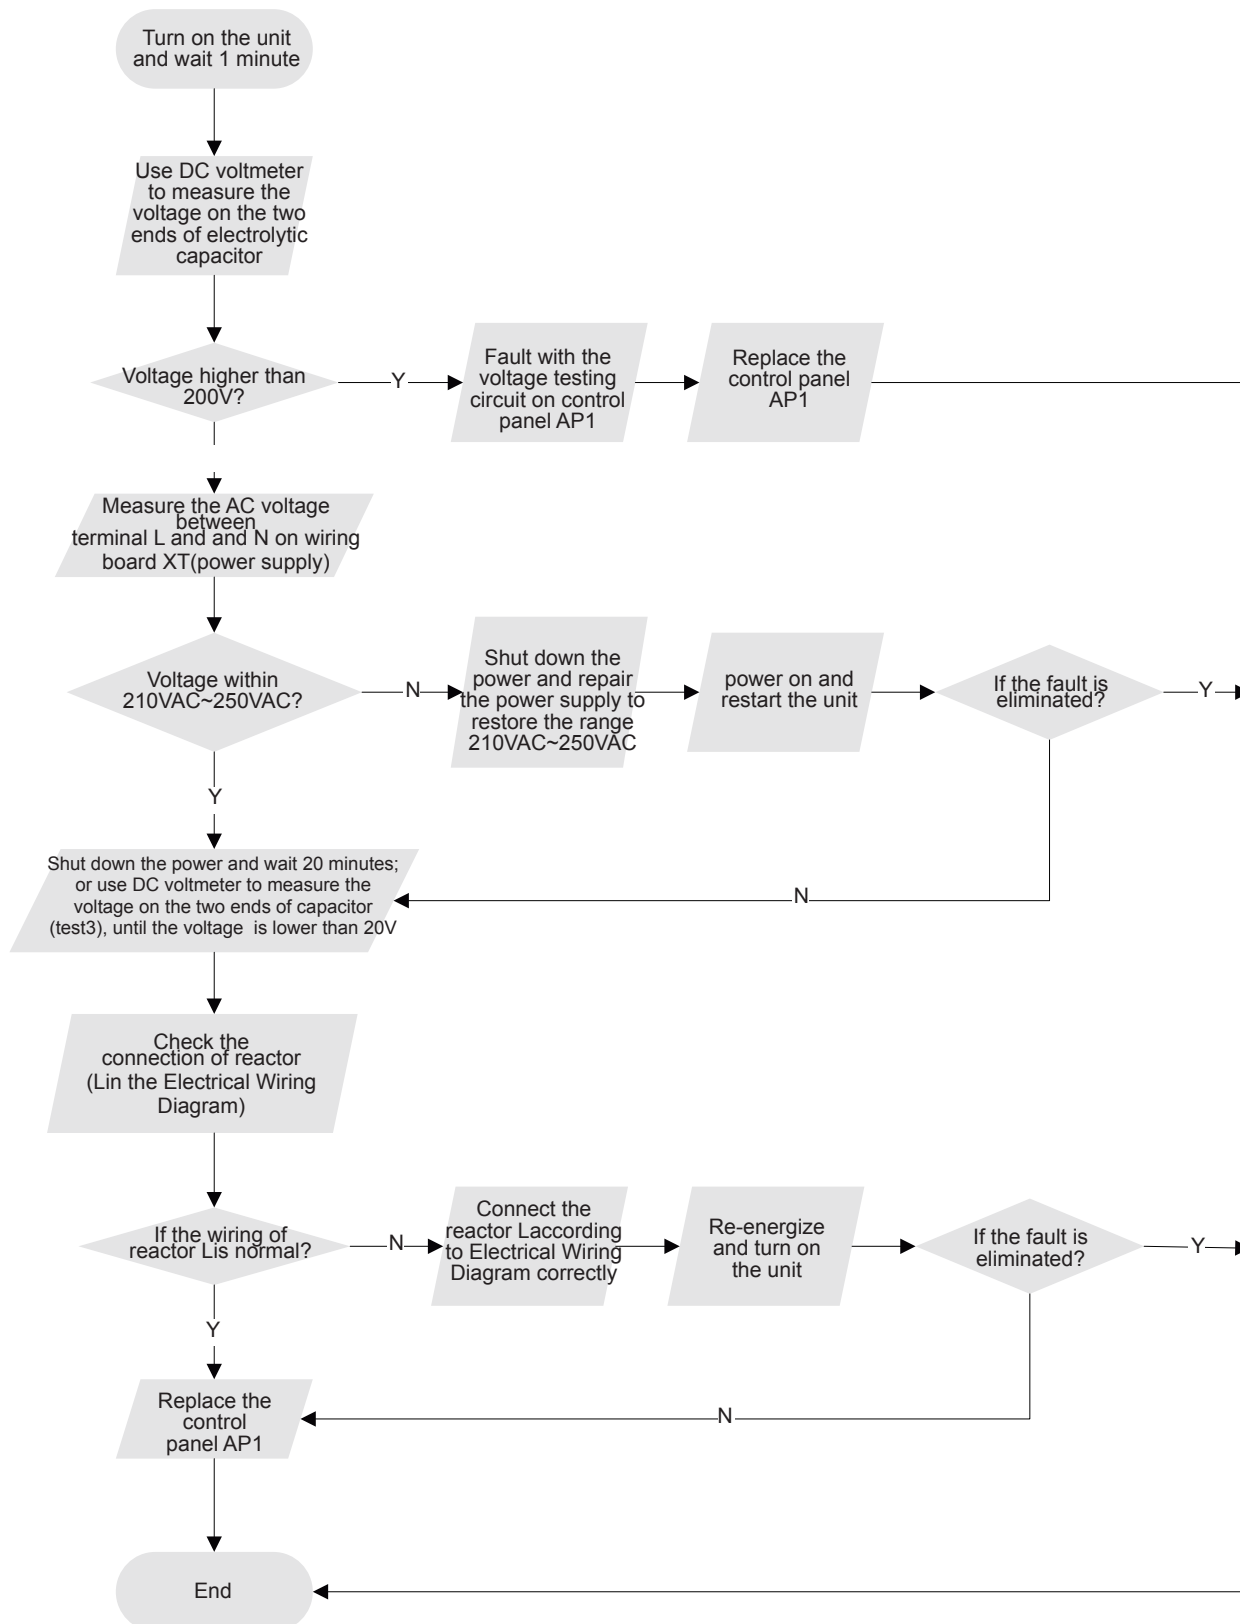 Turn on the unit
and wait 1 minute
Use DC voltmeter
to measure the
voltage on the two
ends of electrolytic
capacitor
Voltage higher than
200V?
Y
Fault with the
voltage testing
circuit on control
panel AP1
Replace the
control panel
AP1
Measure the AC voltage
between
terminal L and and N on wiring
board XT(power supply)
Voltage within
210VAC~250VAC?
N
Shut down the
power and repair
the power supply to
restore the range
210VAC~250VAC
power on and
restart the unit
If the fault is
eliminated?
Y
Y
Shut down the power and wait 20 minutes;
or use DC voltmeter to measure the
voltage on the two ends of capacitor
(test3), until the voltage is lower than 20V
N
Check the
connection of reactor
(Lin the Electrical Wiring
Diagram)
If the wiring of
reactor Lis normal?
N
Connect the
reactor Laccording
to Electrical Wiring
Diagram correctly
Re-energize
and turn on
the unit
If the fault is
eliminated?
Y
Y
Replace the
control
panel AP1
N
End